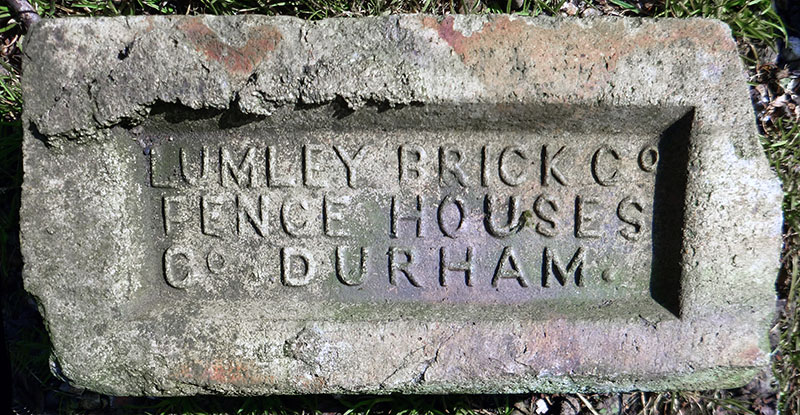 LUMLEY BRICK Cº
FENCE HOUSES
Cº DURHAM.